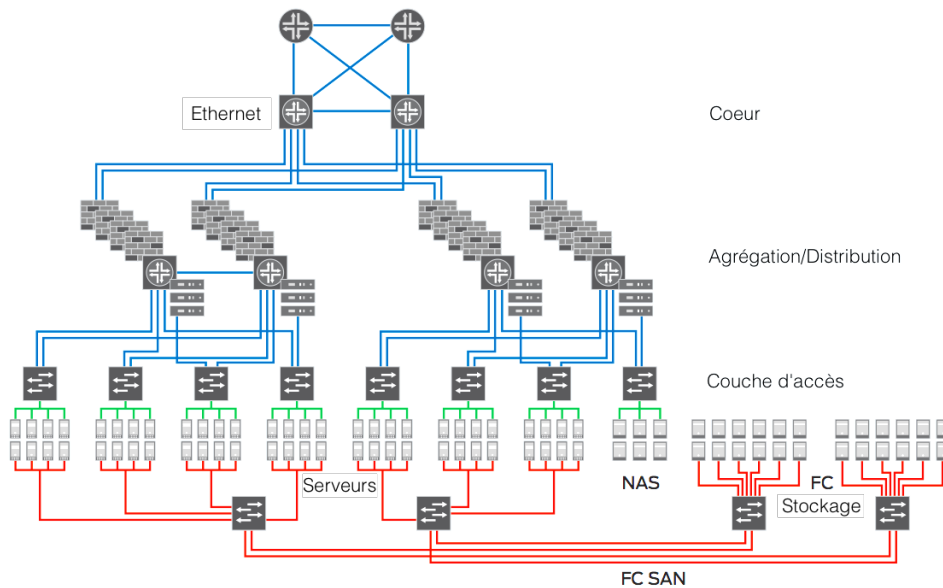 Ethernet
Coeur
Agrégation/Distribution
Couche d'accès
Serveurs
NAS
FC
Stockage
FC SAN